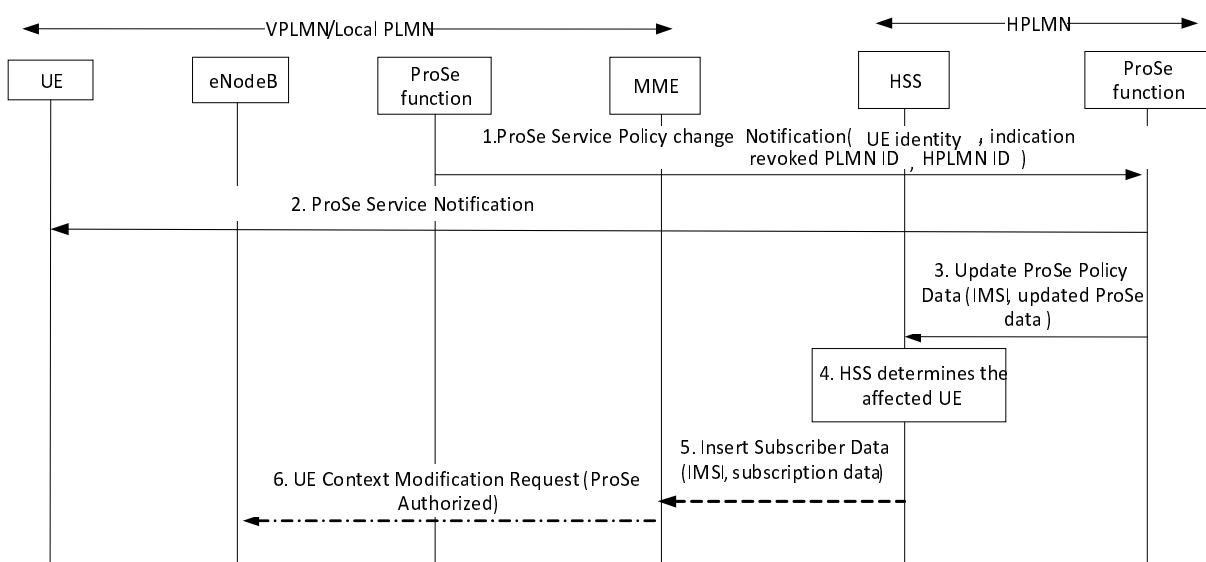 VPLMN/Local PLMN
HPLMN
UE
eNodeB
ProSe
function
MME
HSS
ProSe
function
1.ProSe Service Policy change Notification( UE identity , indication
revoked PLMN ID , HPLMN ID )
2. ProSe Service Notification
3. Update ProSe Policy
Data (IMSI, updated ProSe
data )
4. HSS determines the
affected UE
5. Insert Subscriber Data
(IMSI, subscription data)
6. UE Context Modification Request (ProSe
Authorized)